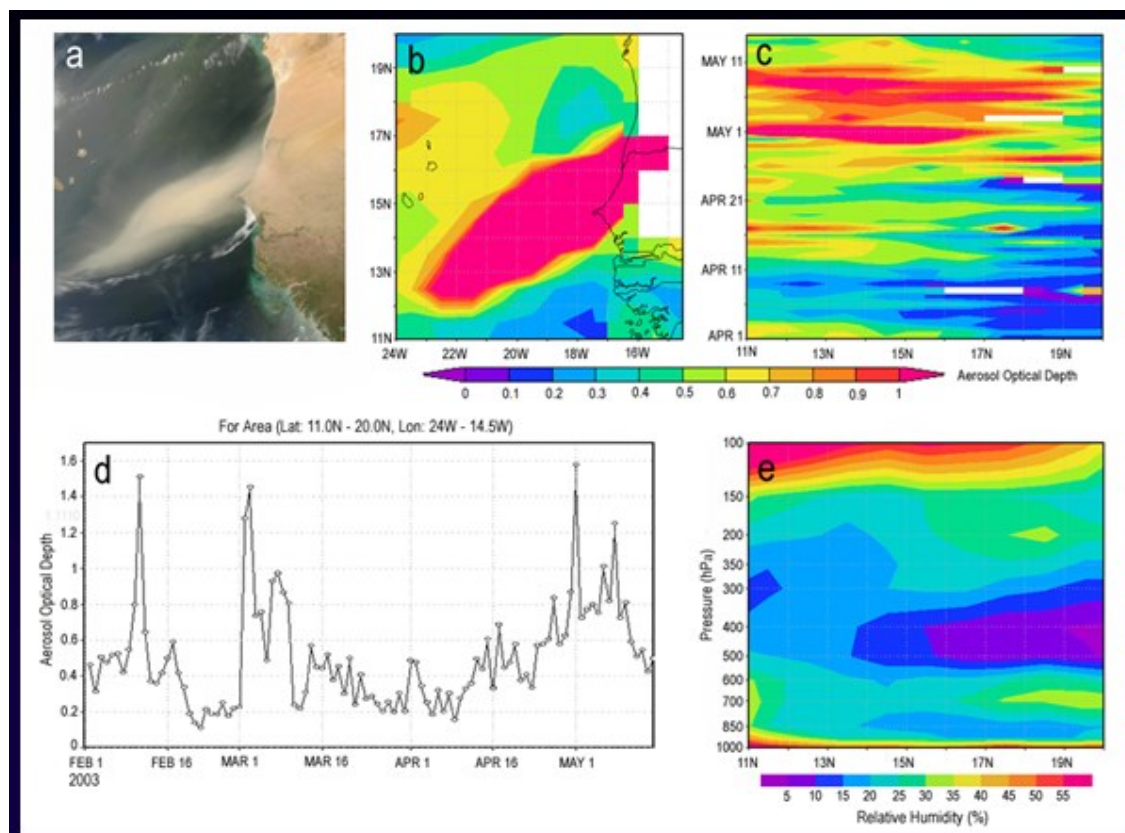 a
b
19N
17N
15N
13N
11N
24W 22W 20W 18W 16W
c
MAY 11
MAY 1
APR 21
APR 11
APR 1
11N 13N 15N 17N 19N
0 0.1 0.2 0.3 0.4 0.5 0.6 0.7 0.8 0.9 1
Aerosol Optical Depth
For Area (Lat: 11.0N - 20.0N, Lon: 24W - 14.5W)
d
Aerosol Optical Depth
1.6
1.4
1.2
1
0.8
0.6
0.4
0.2
0
FEB 1 FEB 16 MAR 1 MAR 16 APR 1 APR 16 MAY 1
2003
e
Pressure (hPa)
100
150
200
350
300
400
500
600
700
850
1000
11N 13N 15N 17N 19N
5 10 15 20 25 30 35 40 45 50 55
Relative Humidity (%)